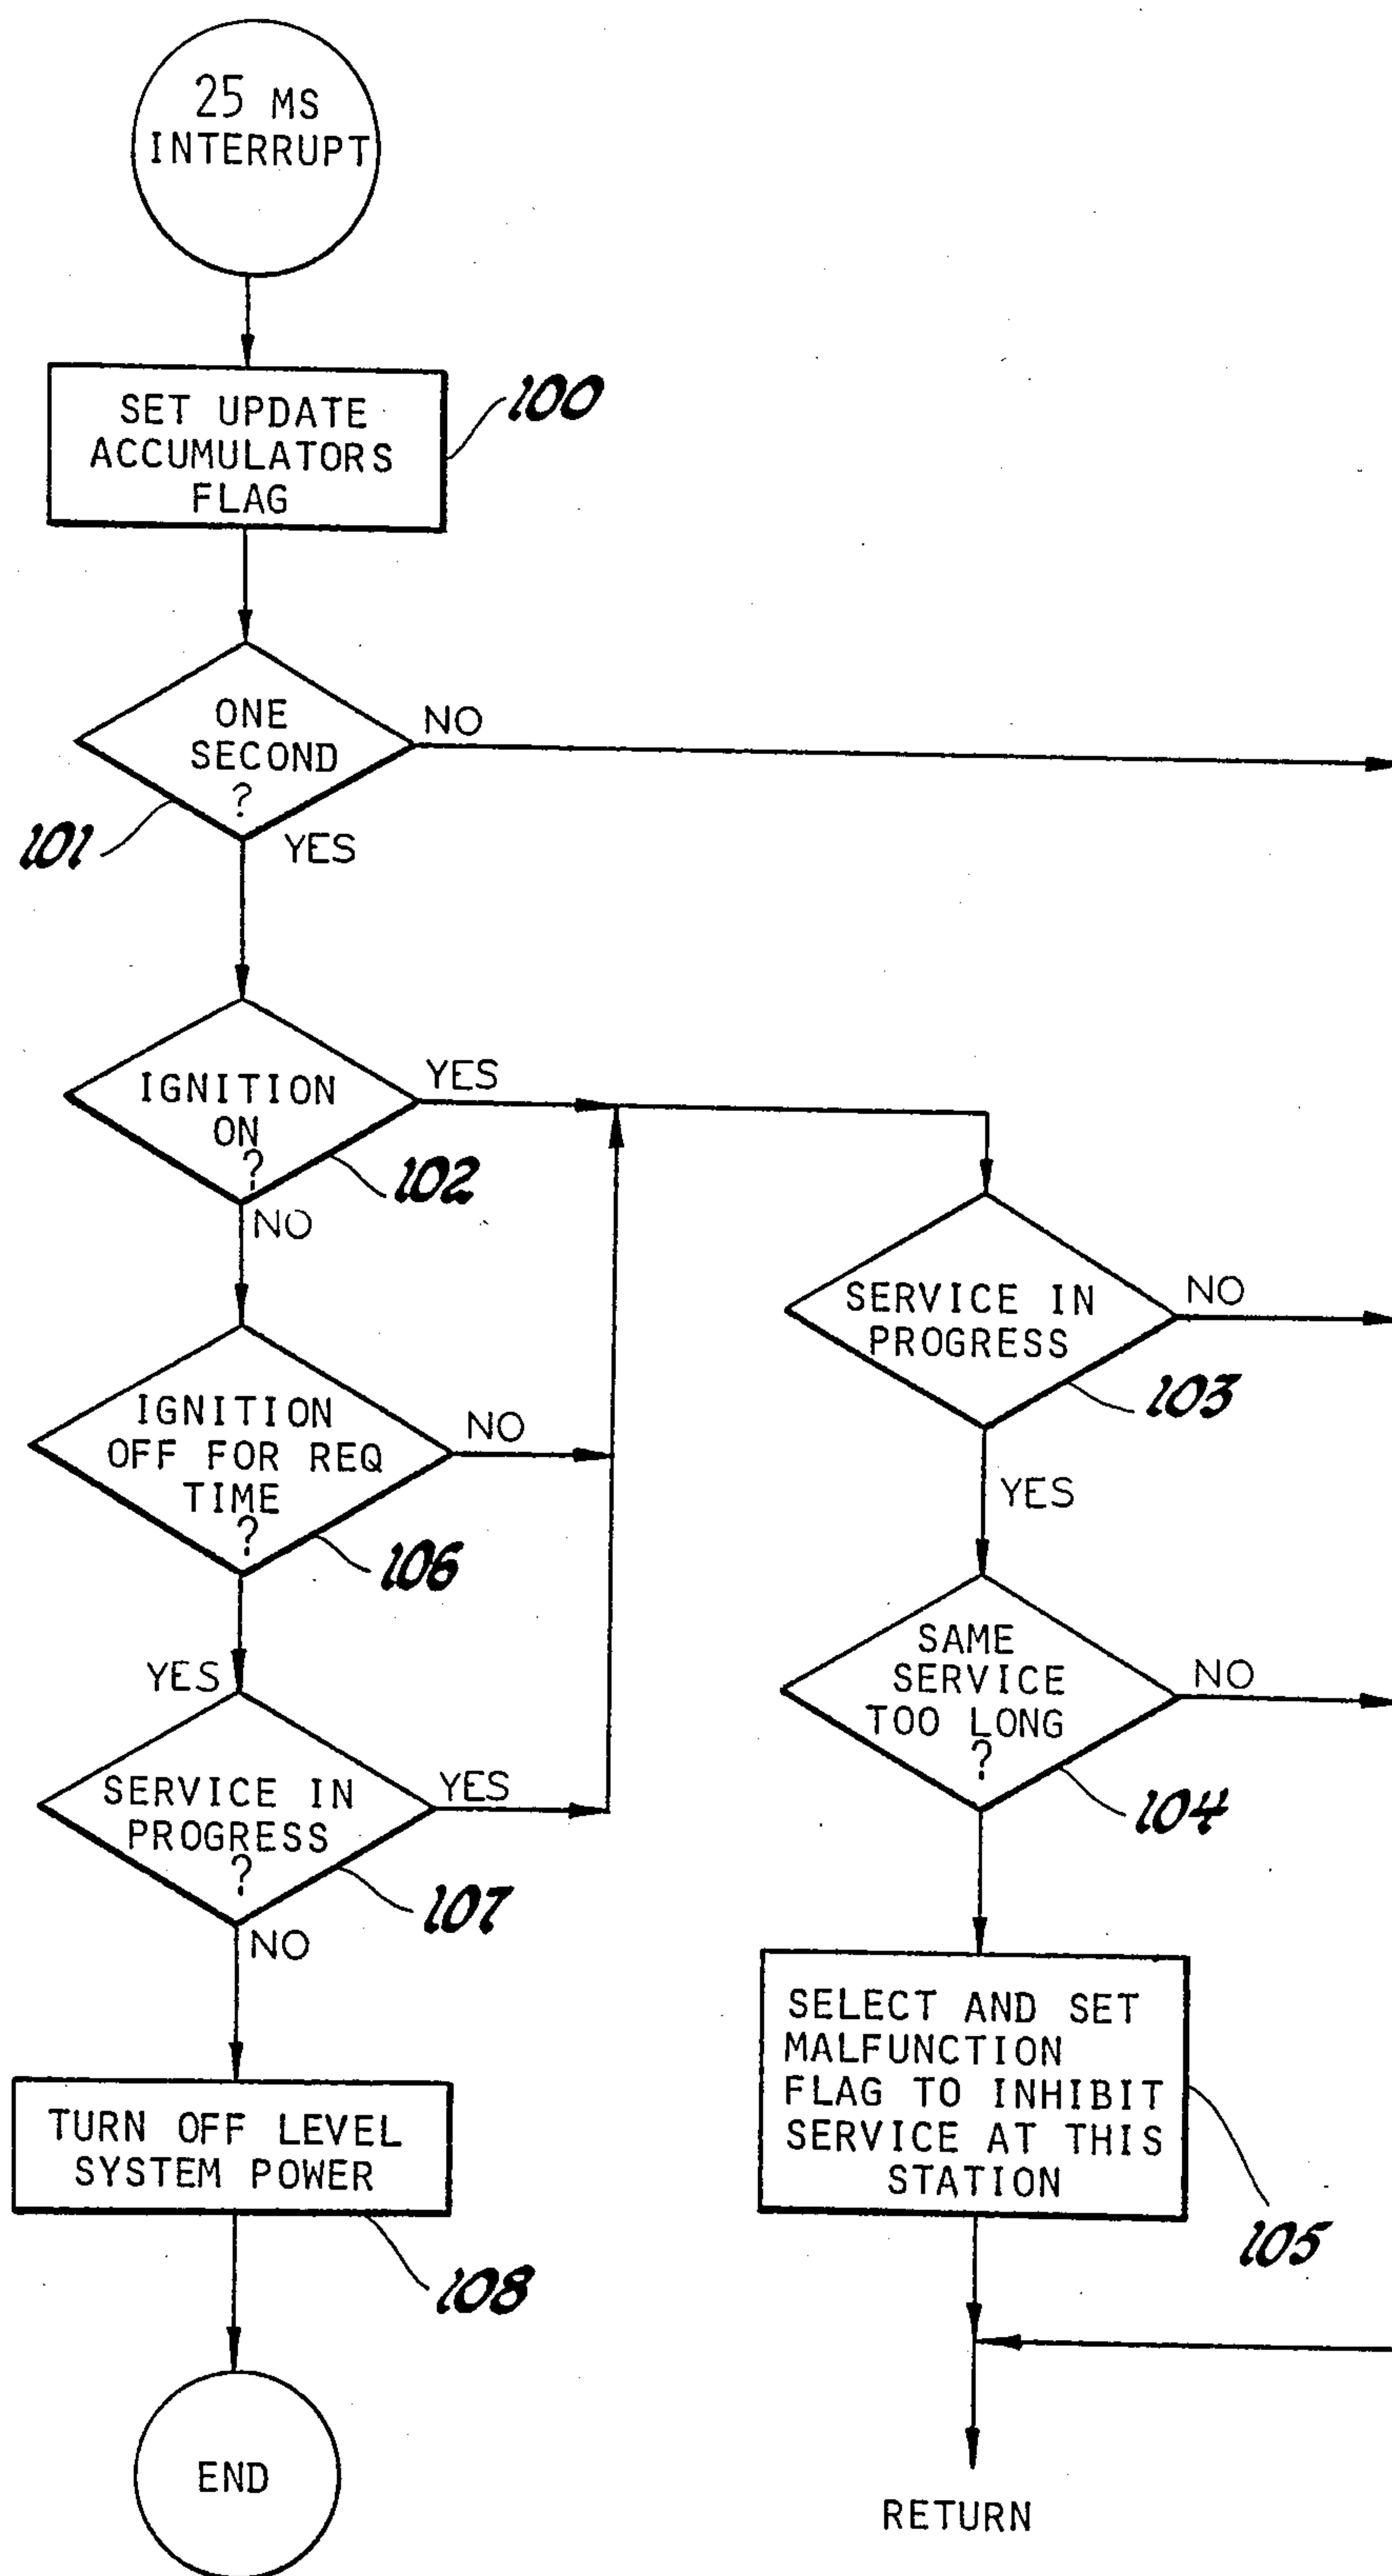 25 MS
INTERRUPT
SET UPDATE
ACCUMULATORS
FLAG
100
ONE
SECOND
?
NO
101
YES
IGNITION
ON
?
YES
102
NO
IGNITION
OFF FOR REQ
TIME
?
NO
106
YES
SERVICE IN
PROGRESS
?
YES
107
NO
TURN OFF LEVEL
SYSTEM POWER
108
END
SERVICE IN
PROGRESS
NO
103
YES
SAME
SERVICE
TOO LONG
?
NO
104
SELECT AND SET
MALFUNCTION
FLAG TO INHIBIT
SERVICE AT THIS
STATION
105
RETURN